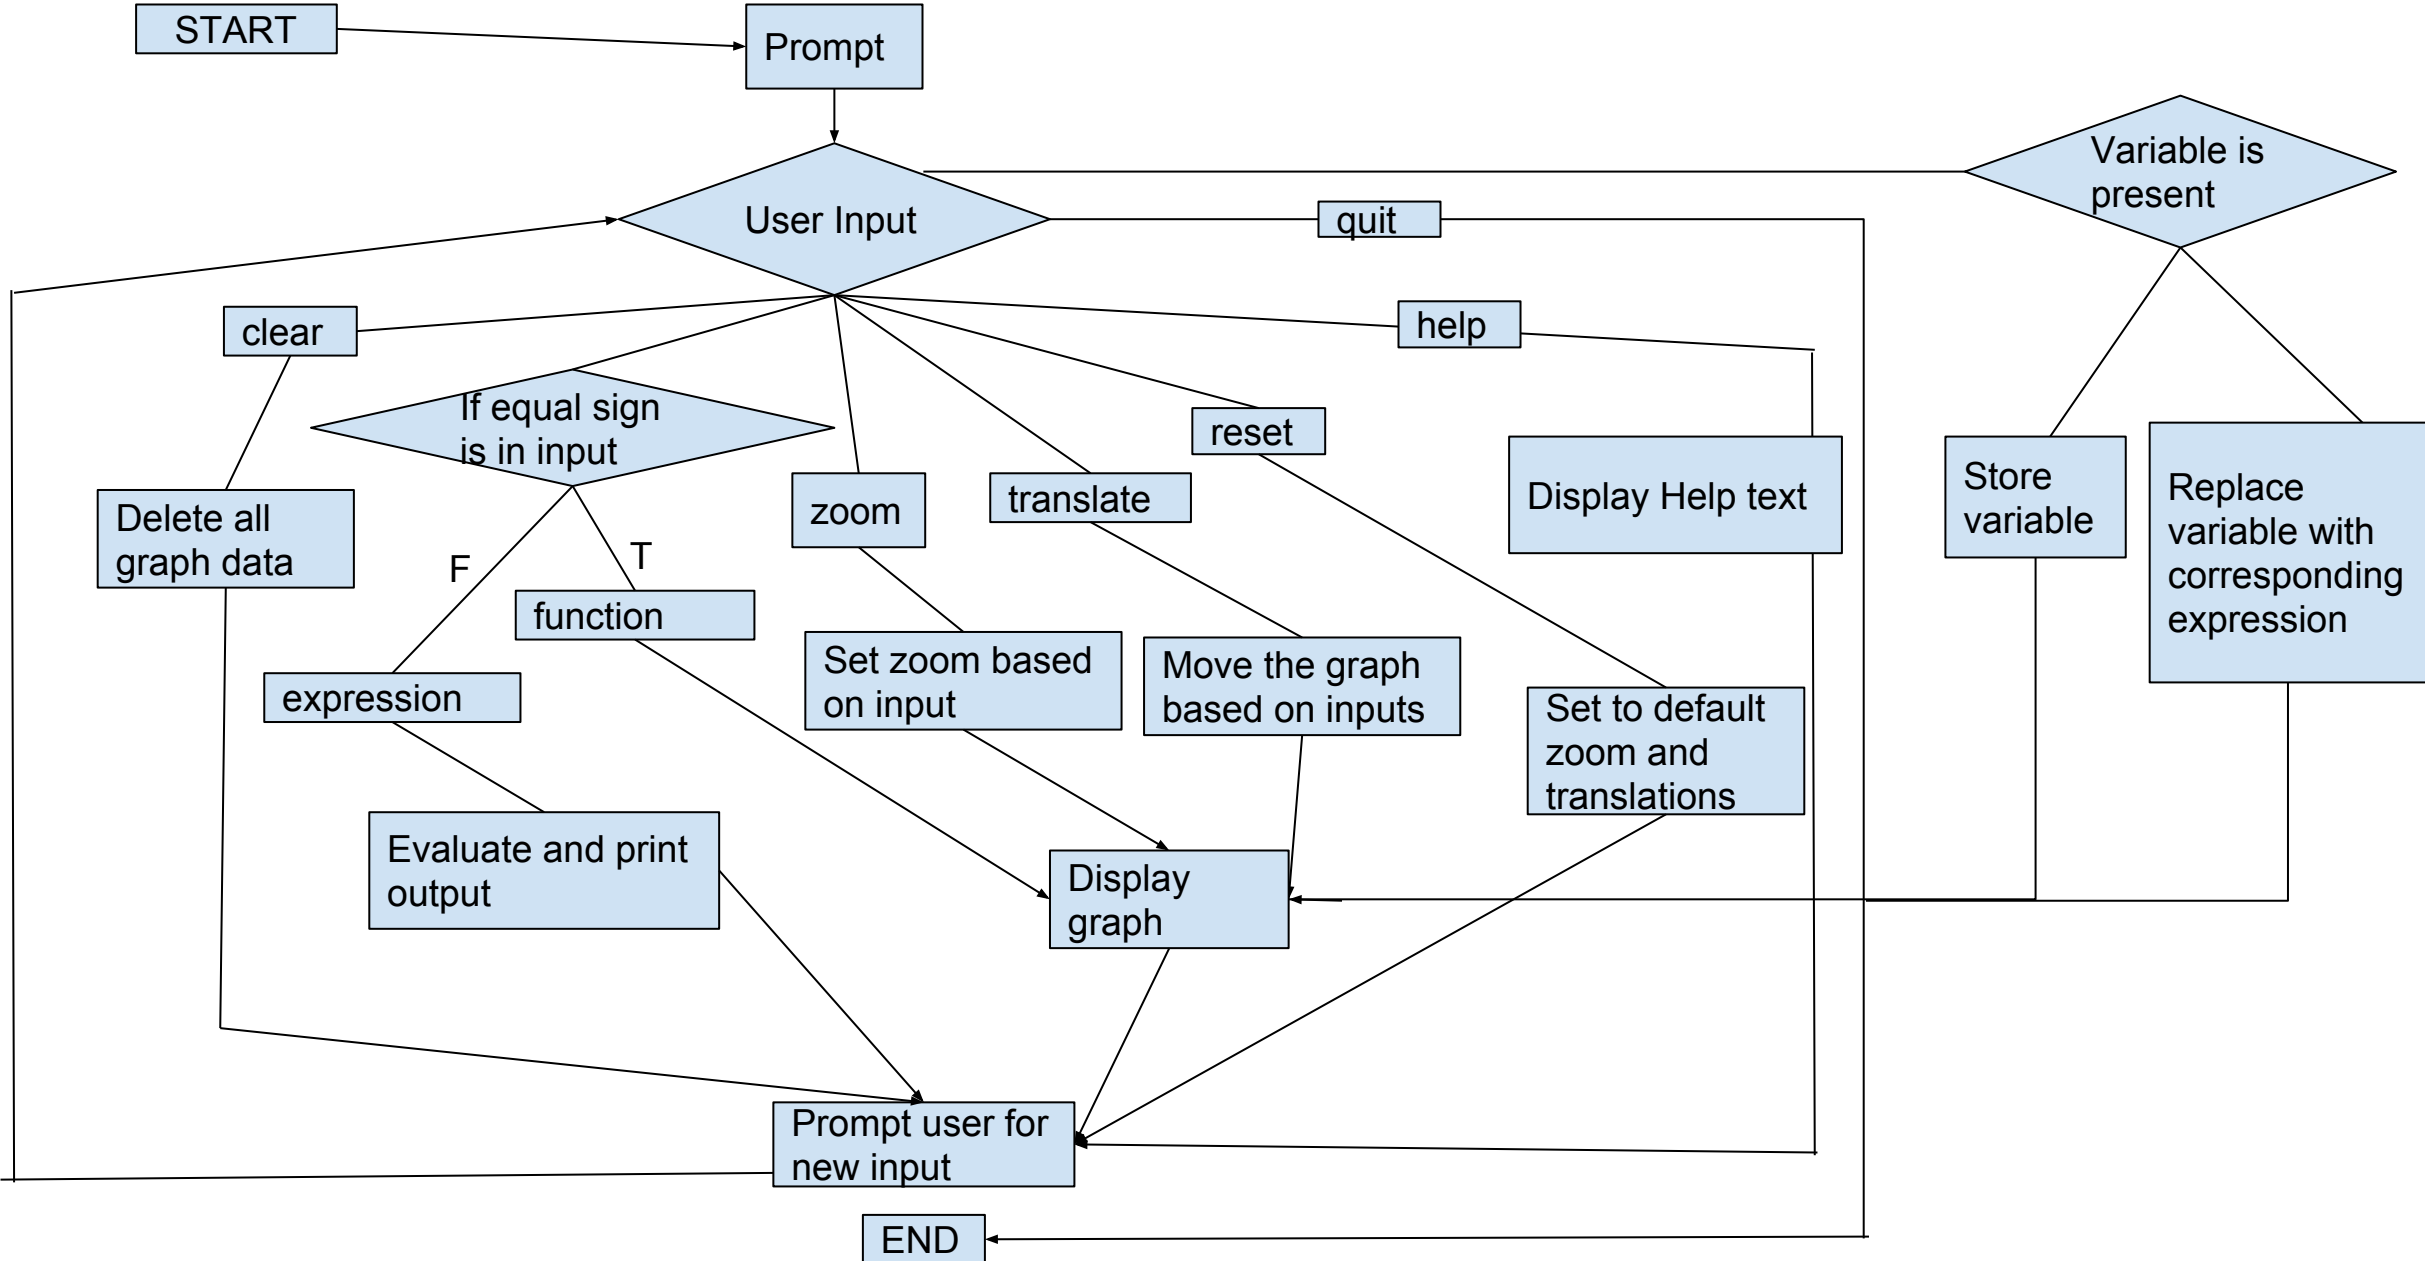 START
Prompt
Variable is
present
User Input
quit
clear
help
If equal sign
is in input
reset
zoom
translate
Display Help text
Store
variable
Replace
variable with
corresponding
expression
Delete all
graph data
F
T
function
expression
Set zoom based
on input
Move the graph
based on inputs
Set to default
zoom and
translations
Evaluate and print
output
Display
graph
Prompt user for
new input
END